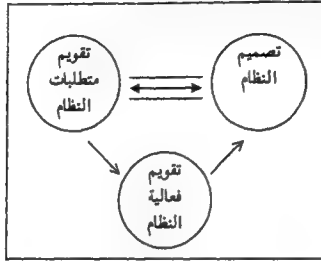 تصميم
النظام
تقويم
متطلبات
النظام
تقويم
فعالية
النظام